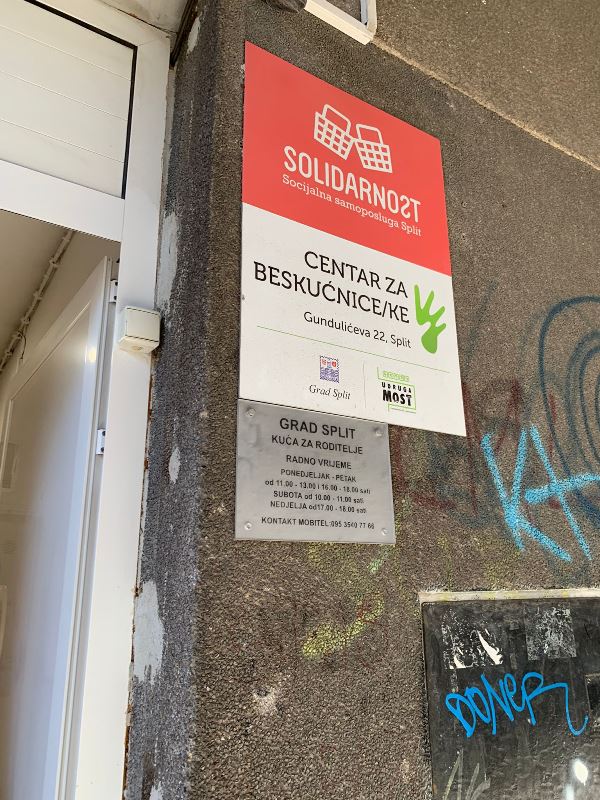 SOLIDARNOST
Socijalna samoposluga Split
CENTAR ZA
BESKUĆNICE/KE
Gundulićeva 22, Split
Grad Split
UDRUGA
MOST
GRAD SPLIT
KUĆA ZA RODITELJE
RADNO VRIJEME
PONEDJELJAK - PETAK
od 11.00 - 13.00 i 16.00 - 18.00 sati
SUBOTA od 10.00 - 11.00 sati
NEDJELJA od17.00 - 18.00 sati
KONTAKT MOBITEL:095 3540 77 66
DONER